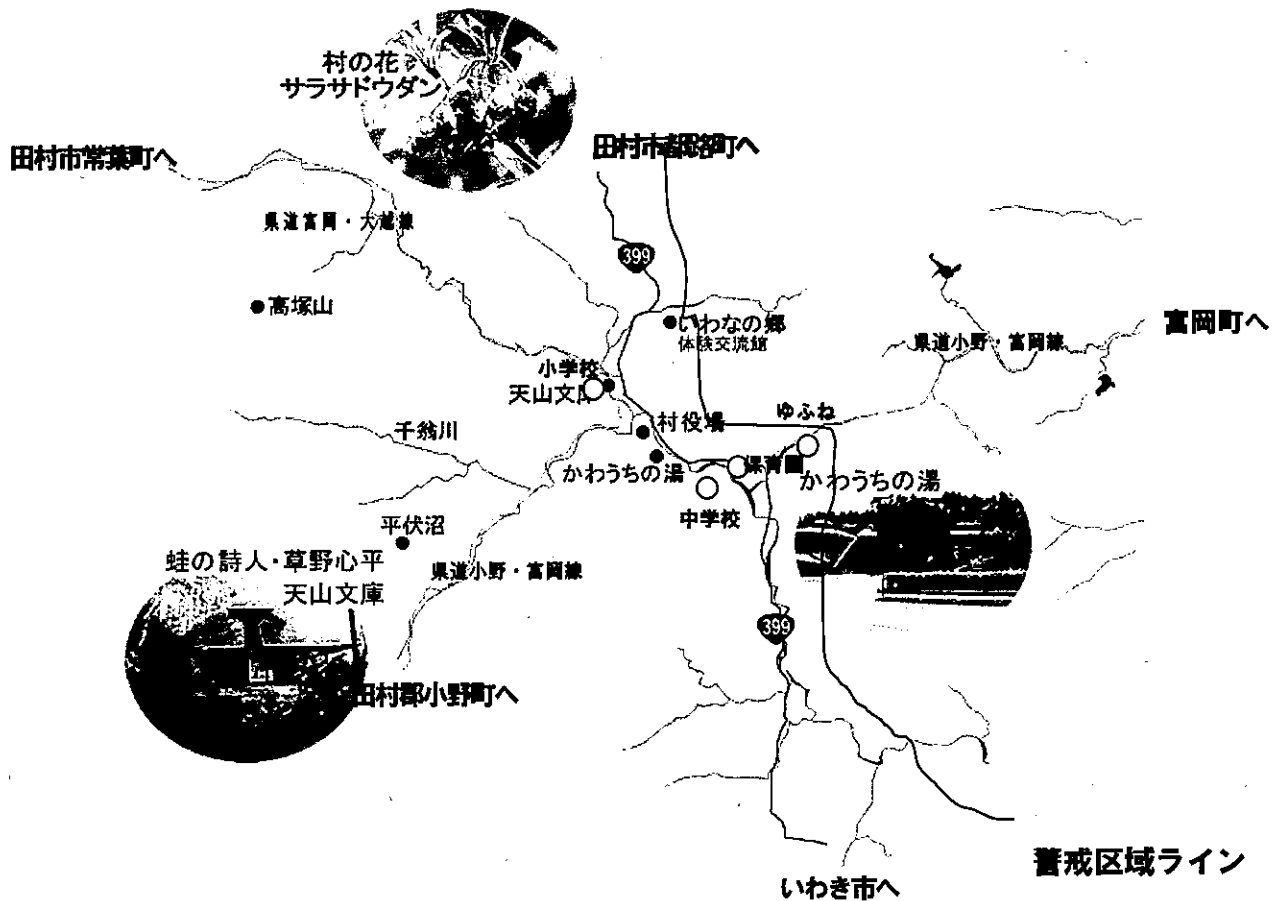 村の花
サラサドウダン
田村市常葉町へ
田村市都路町へ
県道富岡・大越線
399
高塚山
いわなの郷
体験交流館
富岡町へ
県道小野・富岡線
小学校
天山文庫
ゆふね
千翁川
村役場
保育園
かわうちの湯
かわうちの湯
中学校
平伏沼
蛙の詩人・草野心平
天山文庫
県道小野・富岡線
399
田村郡小野町へ
警戒区域ライン
いわき市へ